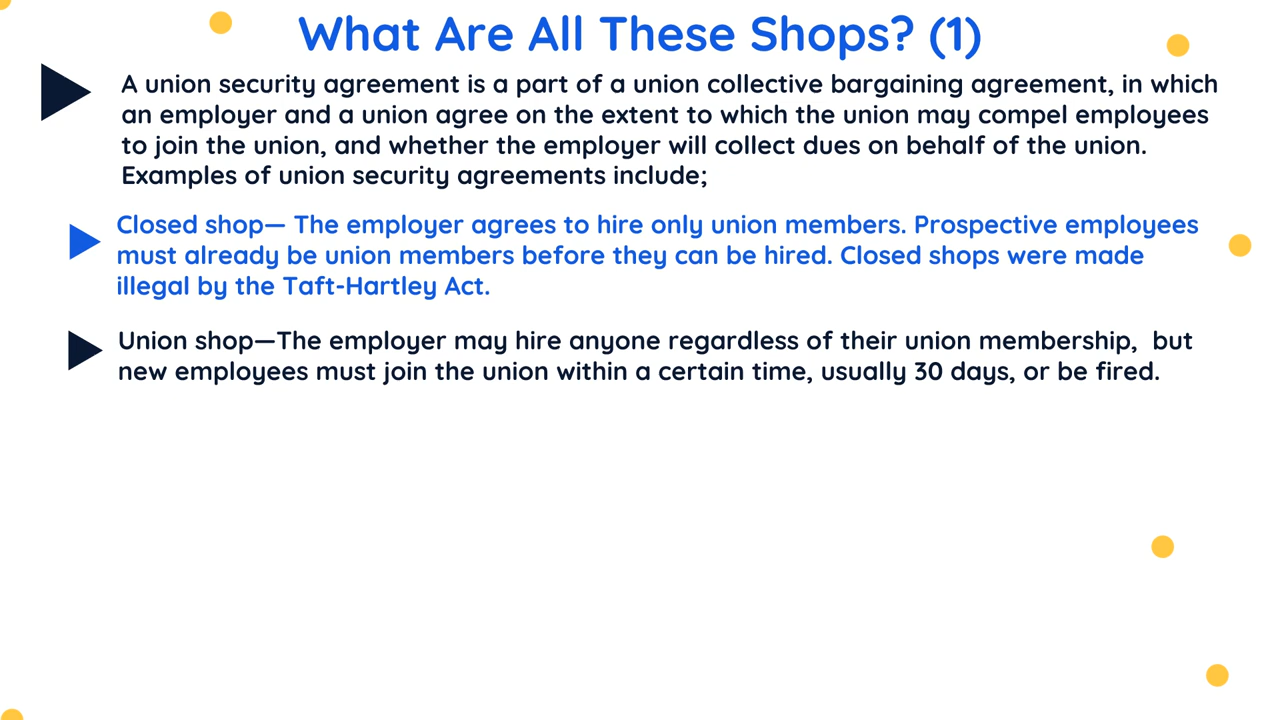 What Are All These Shops? (1)
A union security agreement is a part of a union collective bargaining agreement, in which
an employer and a union agree on the extent to which the union may compel employees
to join the union, and whether the employer will collect dues on behalf of the union.
Examples of union security agreements include;
Closed shop— The employer agrees to hire only union members. Prospective employees
must already be union members before they can be hired. Closed shops were made
illegal by the Taft-Hartley Act.
Union shop—The employer may hire anyone regardless of their union membership,  but
new employees must join the union within a certain time, usually 30 days, or be fired.